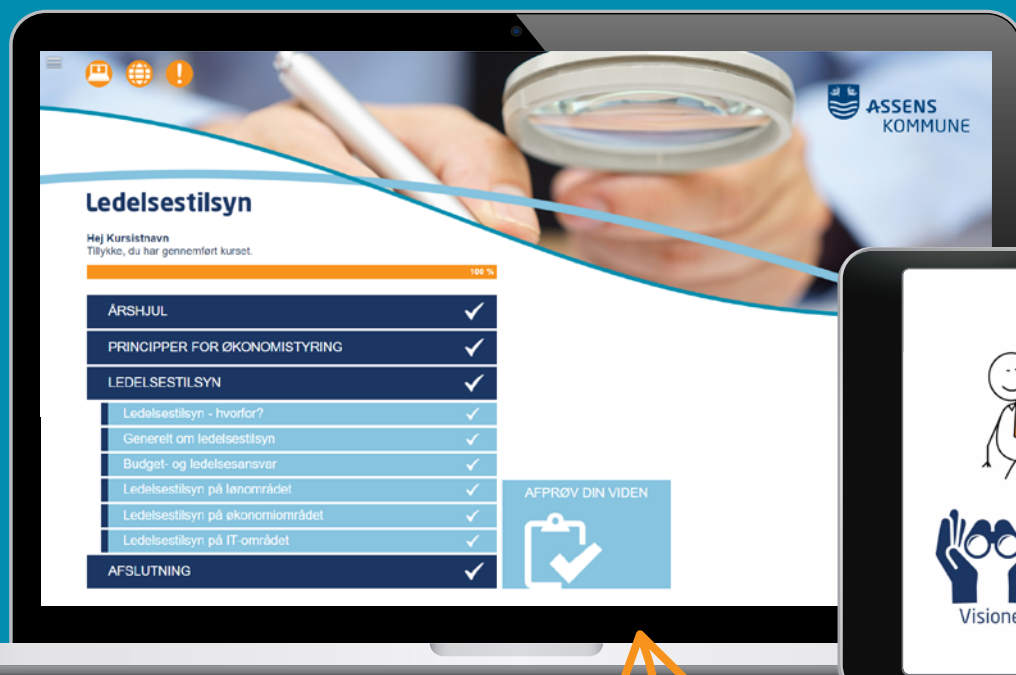 ASSENS
KOMMUNE
Ledelsestilsyn
Hej Kursistnavn
Tillykke, du har gennemført kurset.
100 %
ÅRSHJUL
PRINCIPPER FOR ØKONOMISTYRING
LEDELSESTILSYN
Ledelsestilsyn - hvorfor?
Generelt om ledelsestilsyn
Budget- og ledelsesansvar
Ledelsestilsyn på lønområdet
Ledelsestilsyn på økonomiområdet
Ledelsestilsyn på IT-området
AFSLUTNING
AFPRØV DIN VIDEN